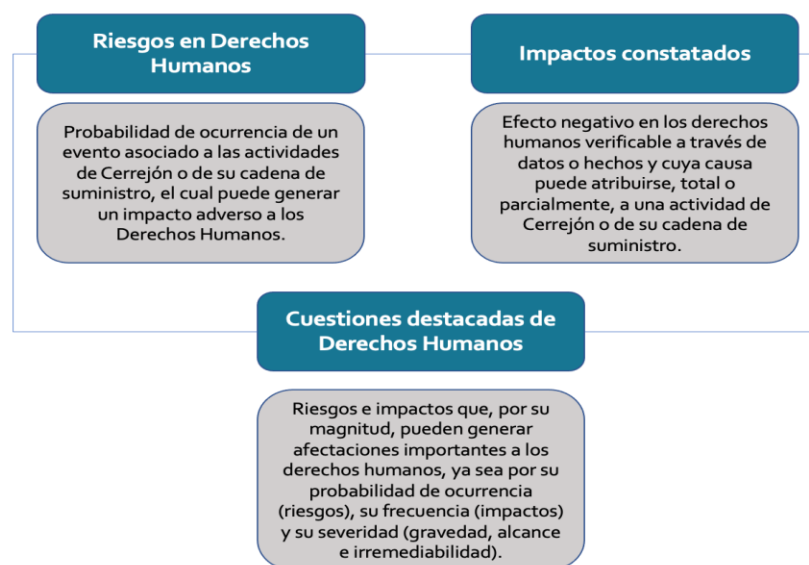 Riesgos en Derechos
Humanos
Probabilidad de ocurrencia de un
evento asociado a las actividades
de Cerrejón o de su cadena de
suministro, el cual puede generar
un impacto adverso a los
Derechos Humanos.
Impactos constatados
Efecto negativo en los derechos
humanos verificable a través de
datos o hechos y cuya causa
puede atribuirse, total o
parcialmente, a una actividad de
Cerrejón o de su cadena de
suministro.
Cuestiones destacadas de
Derechos Humanos
Riesgos e impactos que, por su
magnitud, pueden generar
afectaciones importantes a los
derechos humanos, ya sea por su
probabilidad de ocurrencia
(riesgos), su frecuencia (impactos)
y su severidad (gravedad, alcance
e irremediabilidad).